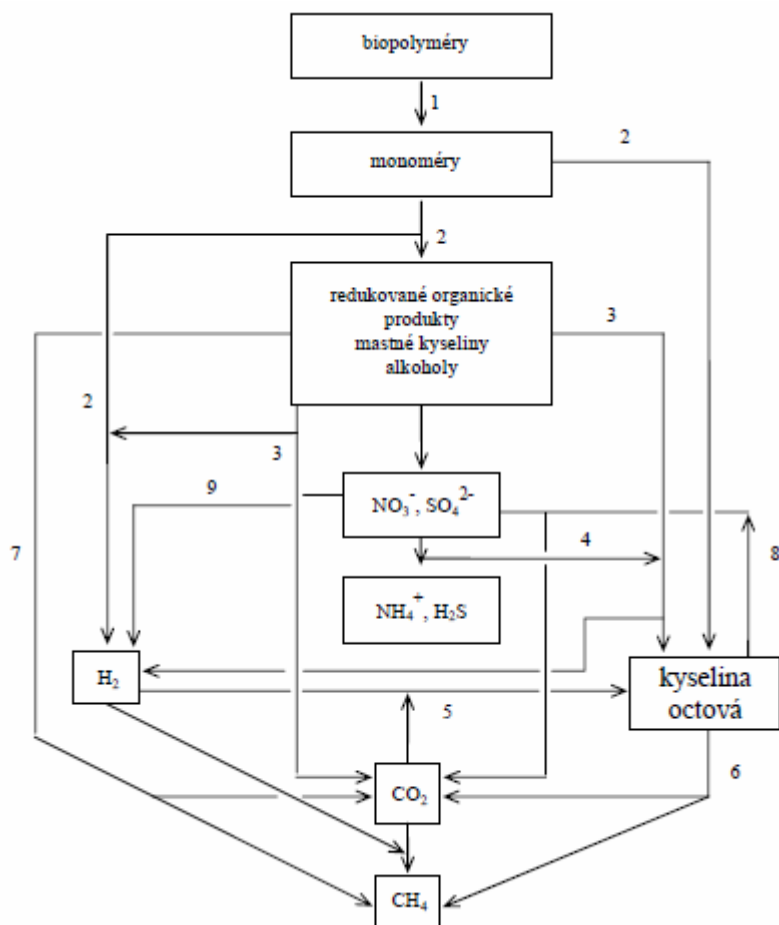 biopolyméry
1
monoméry
2
2
redukované organické
produkty
mastné kyseliny
alkoholy
3
2
3
9
NO₃⁻, SO₄²⁻
4
7
8
NH₄⁺, H₂S
H₂
kyselina
octová
5
6
CO₂
CH₄